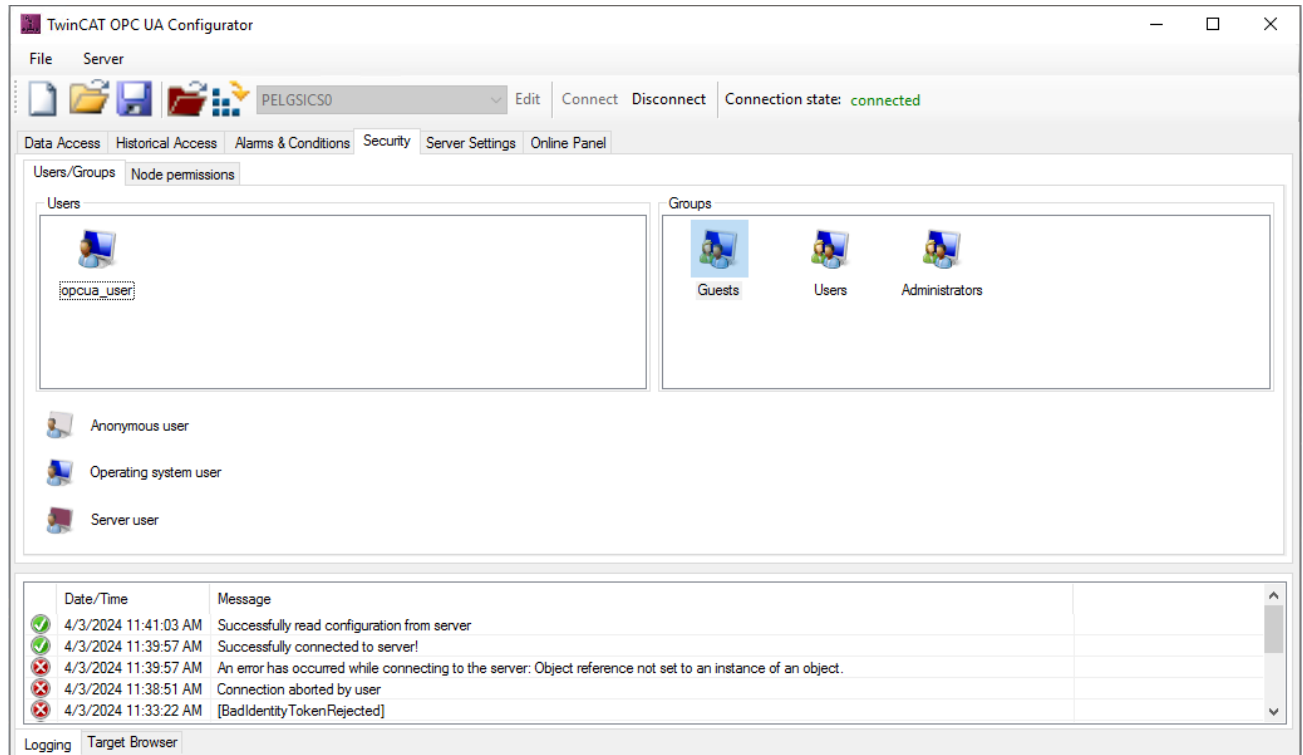 TwinCAT OPC UA Configurator
File Server
PELGSICS0 Edit Connect Disconnect Connection state: connected
Data Access Historical Access Alarms & Conditions Security Server Settings Online Panel
Users/Groups Node permissions
Users Groups
opcua_user Guests Users Administrators
Anonymous user
Operating system user
Server user
Date/Time Message
4/3/2024 11:41:03 AM Successfully read configuration from server
4/3/2024 11:39:57 AM Successfully connected to server!
4/3/2024 11:39:57 AM An error has occurred while connecting to the server: Object reference not set to an instance of an object.
4/3/2024 11:38:51 AM Connection aborted by user
4/3/2024 11:33:22 AM [BadIdentityTokenRejected]
Logging Target Browser